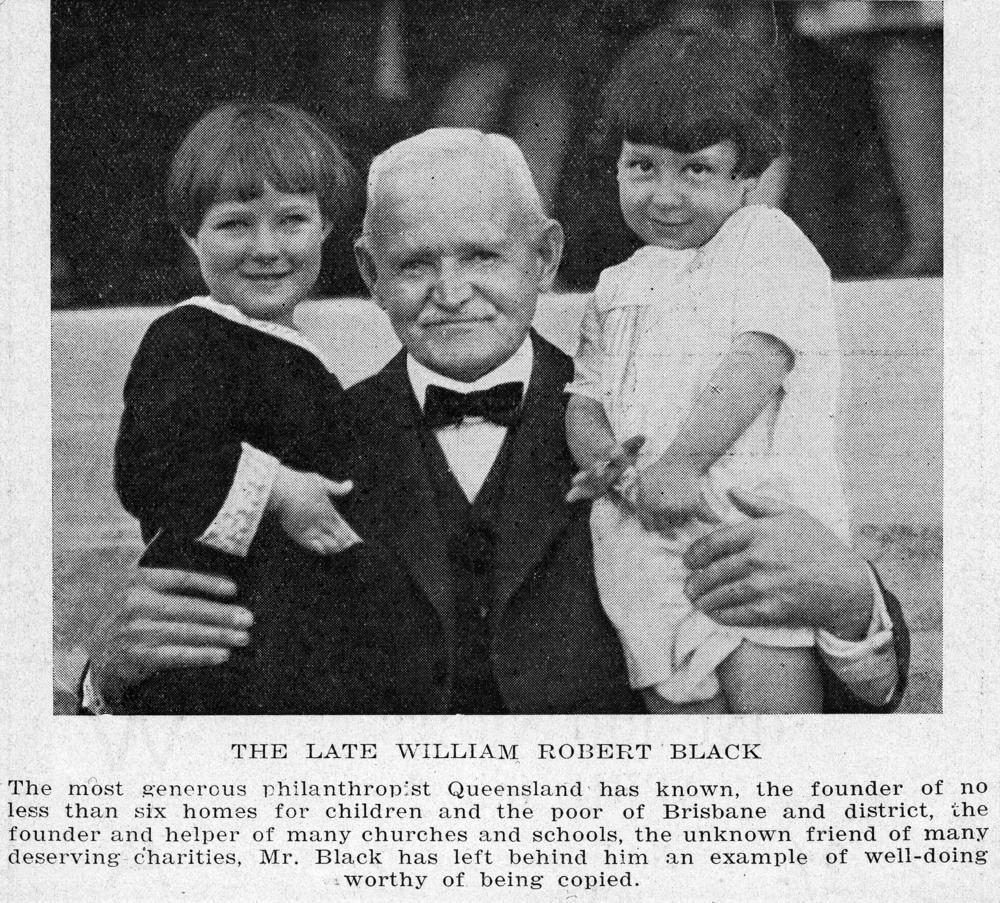 THE LATE WILLIAM ROBERT BLACK
The most generous philanthropist Queensland has known, the founder of no
less than six homes for children and the poor of Brisbane and district, the
founder and helper of many churches and schools, the unknown friend of many
deserving charities, Mr. Black has left behind him an example of well-doing
worthy of being copied.